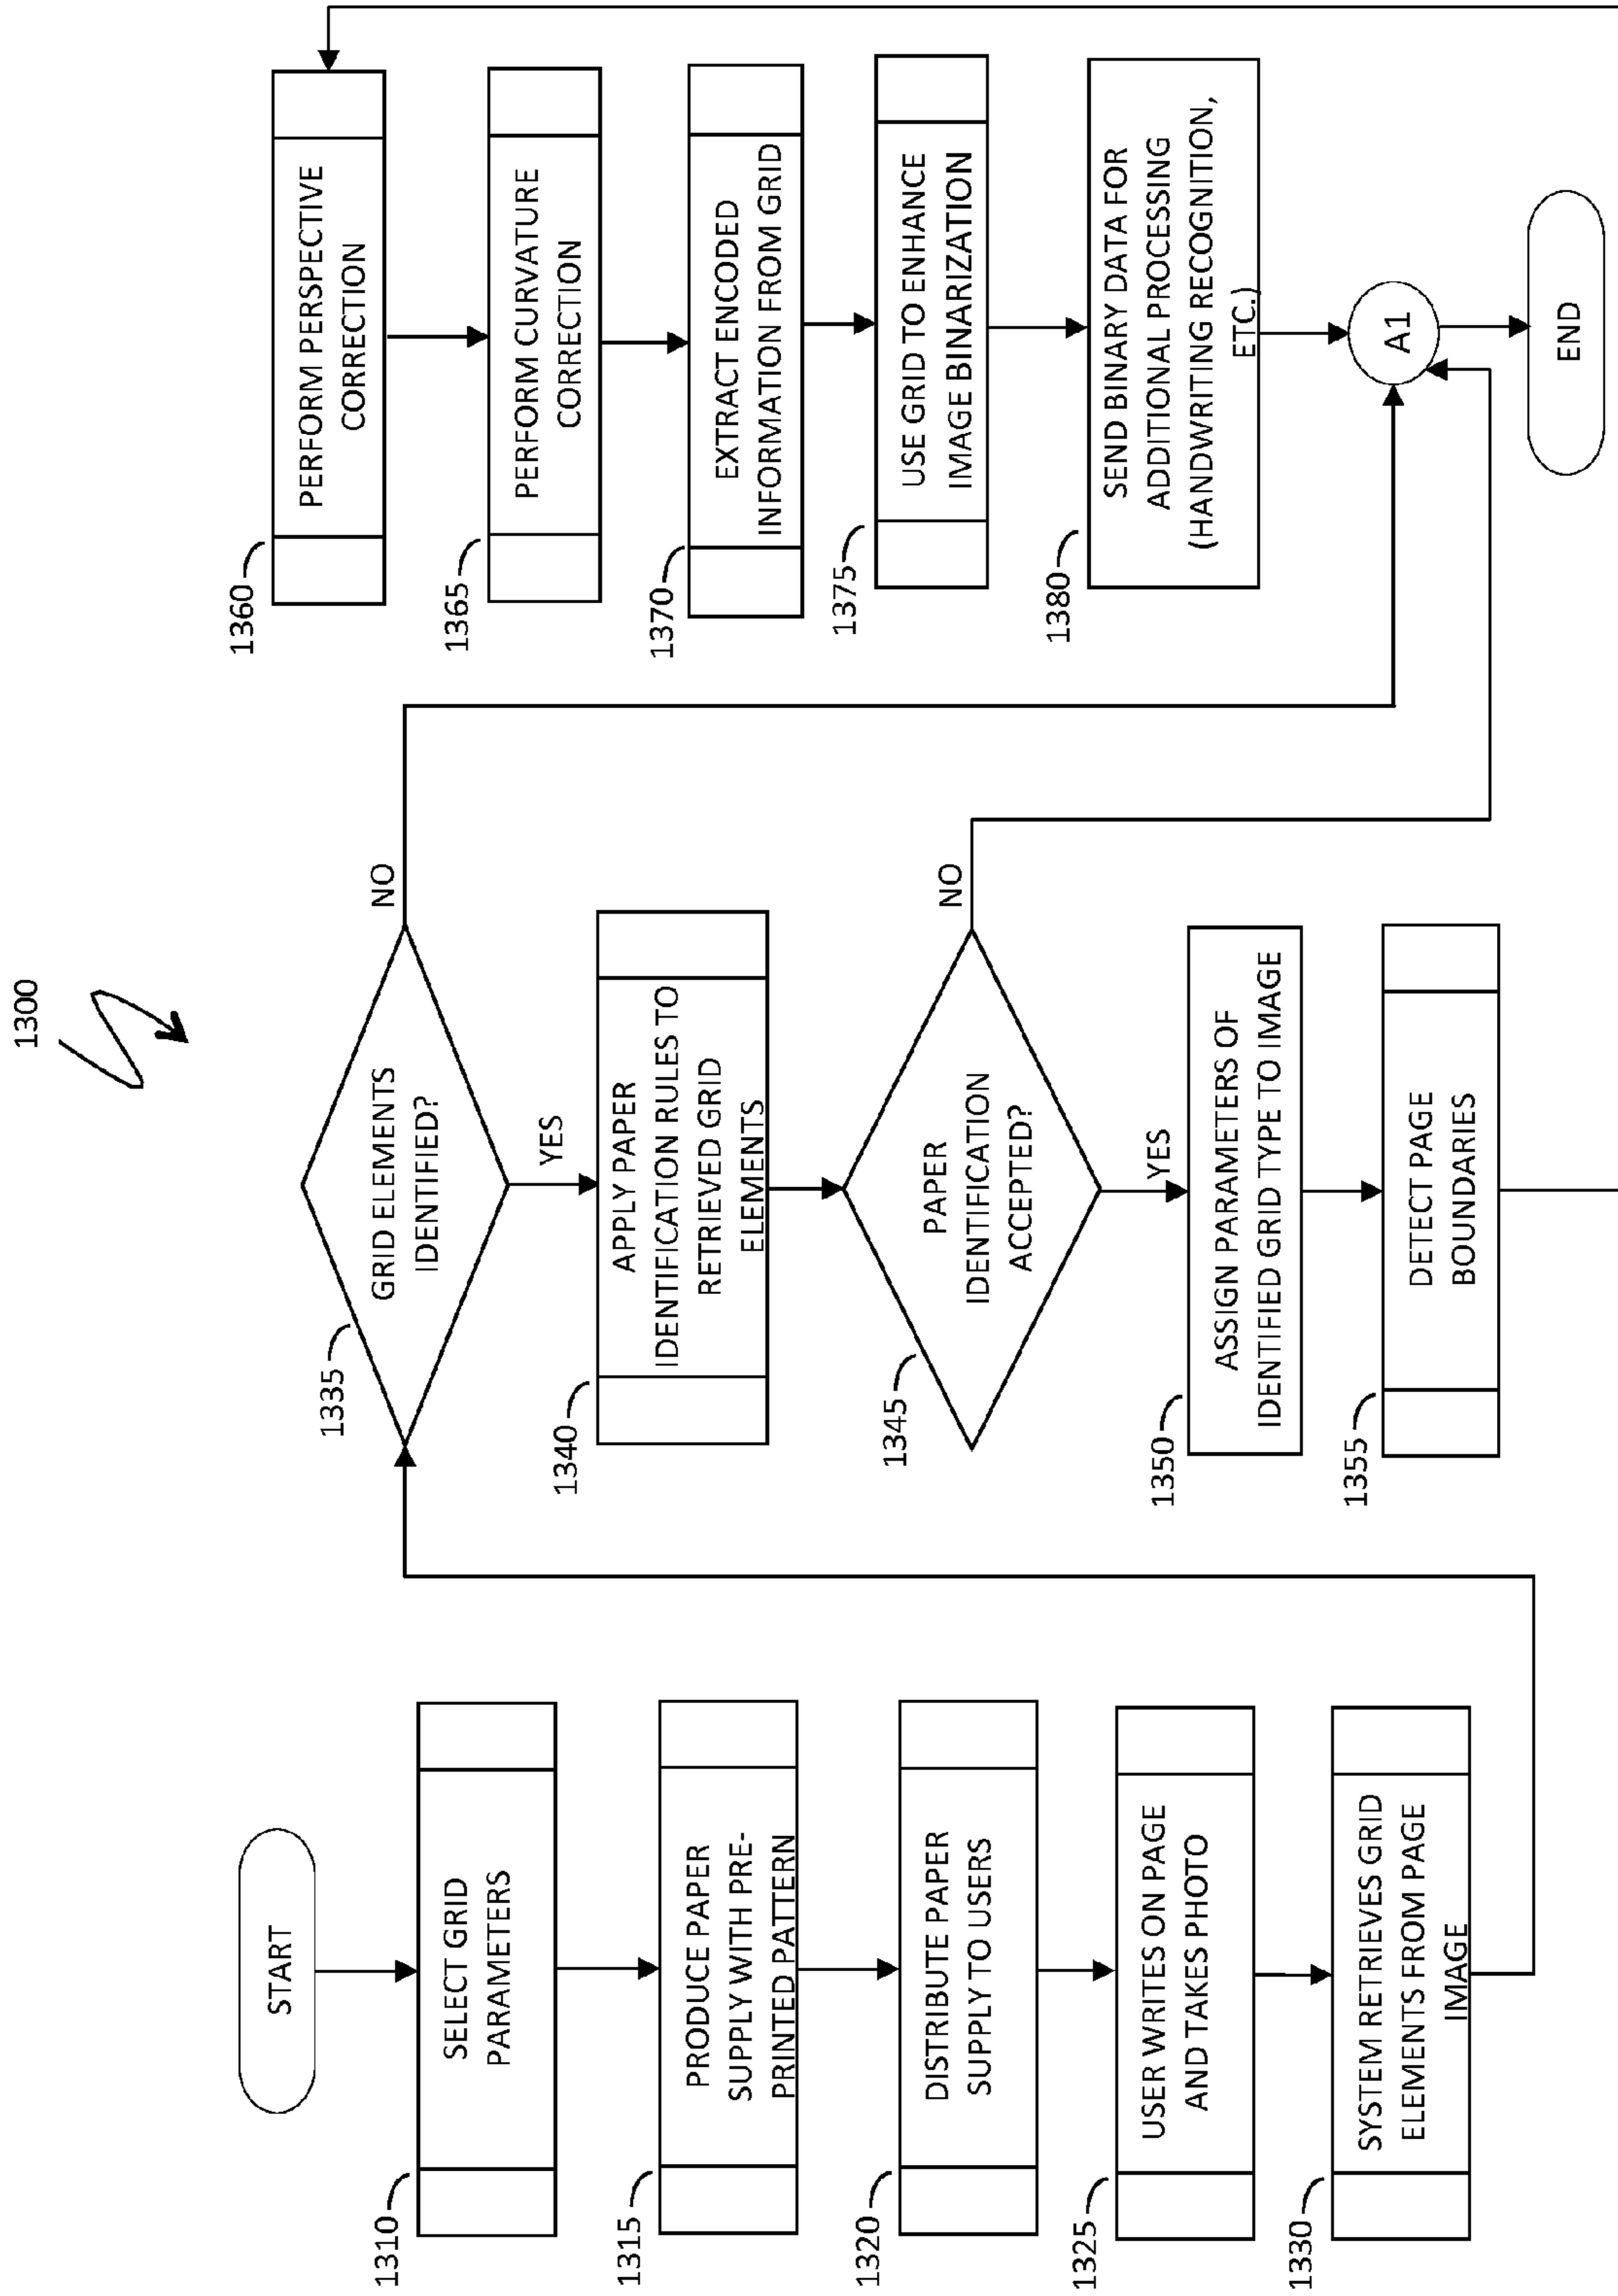 1300
START
1310
SELECT GRID
PARAMETERS
1315
PRODUCE PAPER
SUPPLY WITH PRE-
PRINTED PATTERN
1320
DISTRIBUTE PAPER
SUPPLY TO USERS
1325
USER WRITES ON PAGE
AND TAKES PHOTO
1330
SYSTEM RETRIEVES GRID
ELEMENTS FROM PAGE
IMAGE
1335
GRID ELEMENTS
IDENTIFIED?
NO
YES
1340
APPLY PAPER
IDENTIFICATION RULES TO
RETRIEVED GRID
ELEMENTS
1345
PAPER
IDENTIFICATION
ACCEPTED?
NO
YES
1350
ASSIGN PARAMETERS OF
IDENTIFIED GRID TYPE TO IMAGE
1355
DETECT PAGE
BOUNDARIES
1360
PERFORM PERSPECTIVE
CORRECTION
1365
PERFORM CURVATURE
CORRECTION
1370
EXTRACT ENCODED
INFORMATION FROM GRID
1375
USE GRID TO ENHANCE
IMAGE BINARIZATION
1380
SEND BINARY DATA FOR
ADDITIONAL PROCESSING
(HANDWRITING RECOGNITION,
ETC.)
A1
END